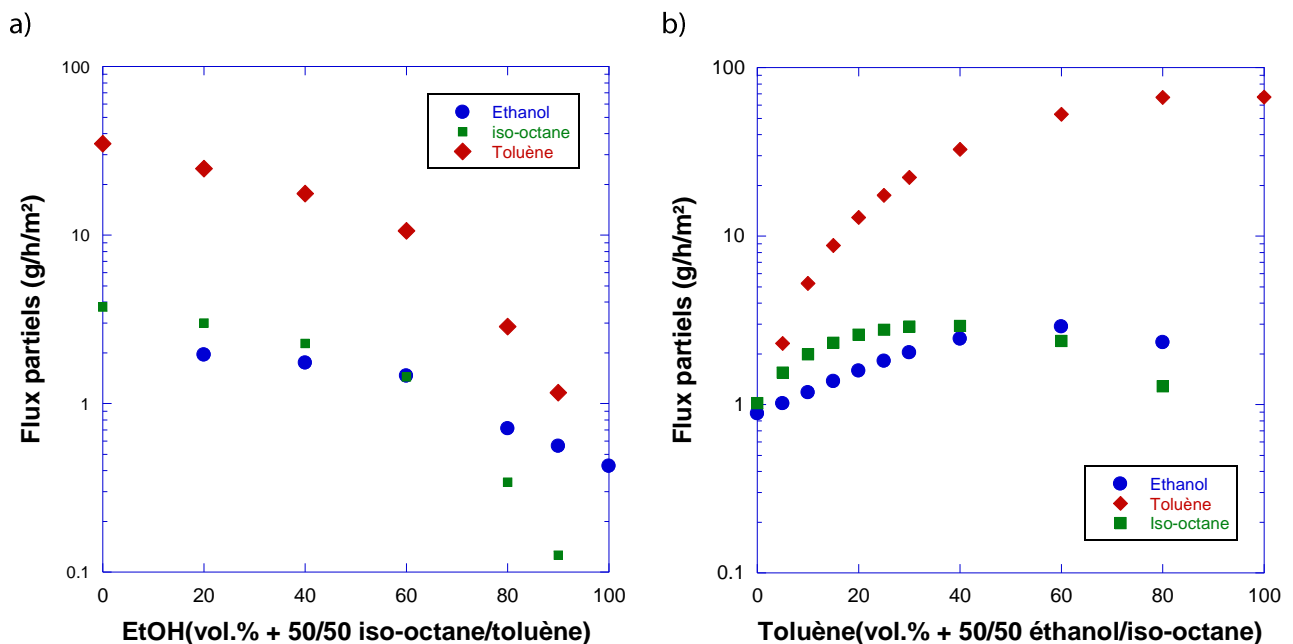 a)
Flux partiels (g/h/m²)
100
10
1
0.1
Ethanol
iso-octane
Toluène
0 20 40 60 80 100
EtOH(vol.% + 50/50 iso-octane/toluène)
b)
Flux partiels (g/h/m²)
100
10
1
0.1
Ethanol
Toluène
Iso-octane
0 20 40 60 80 100
Toluène(vol.% + 50/50 éthanol/iso-octane)